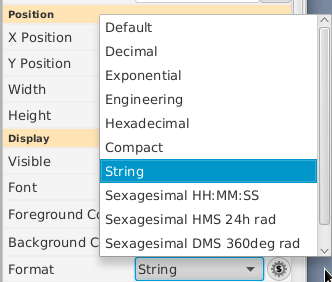 Position
X Position
Y Position
Width
Height
Display
Visible
Font
Foreground Co
Background C
Format
Default
Decimal
Exponential
Engineering
Hexadecimal
Compact
String
Sexagesimal HH:MM:SS
Sexagesimal HMS 24h rad
Sexagesimal DMS 360deg rad
String